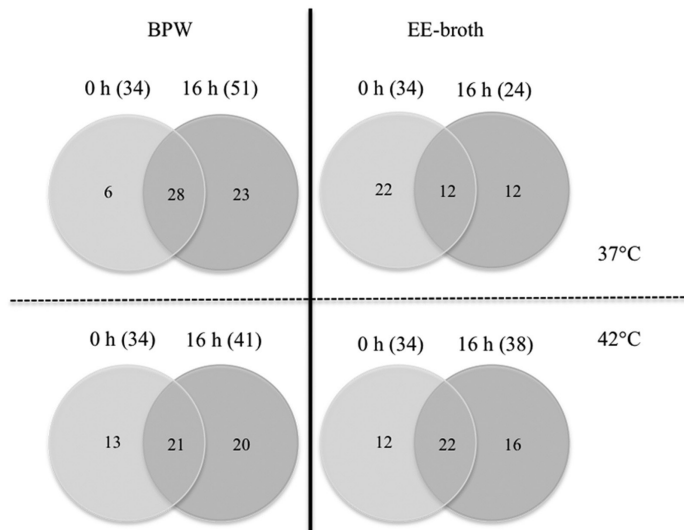 BPW EE-broth
0 h (34) 16 h (51) 0 h (34) 16 h (24)
6 28 23 22 12 12
37°C
0 h (34) 16 h (41) 0 h (34) 16 h (38) 42°C
13 21 20 12 22 16